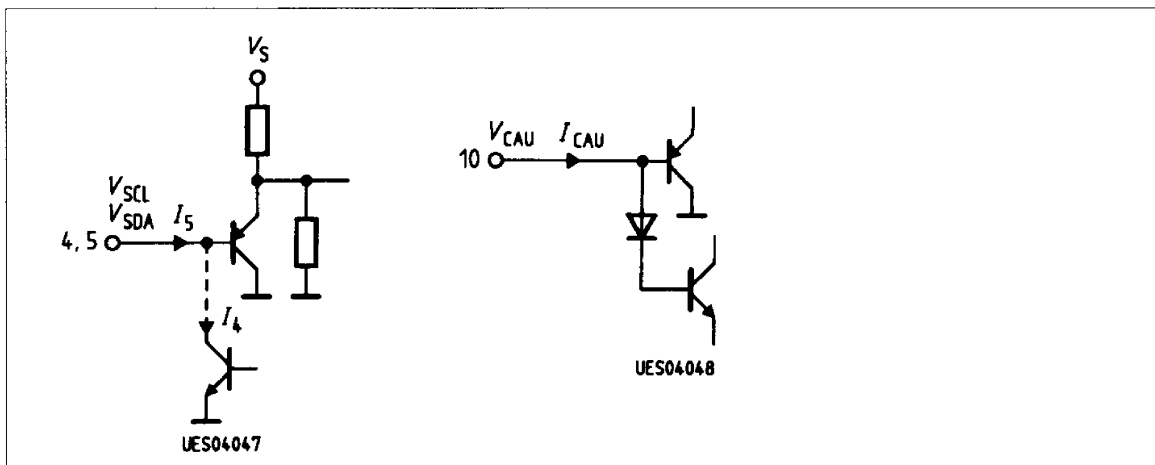 V_S
V_SCL
V_SDA
I_5
4, 5
I_4
UES04047
V_CAU
I_CAU
10
UES04048